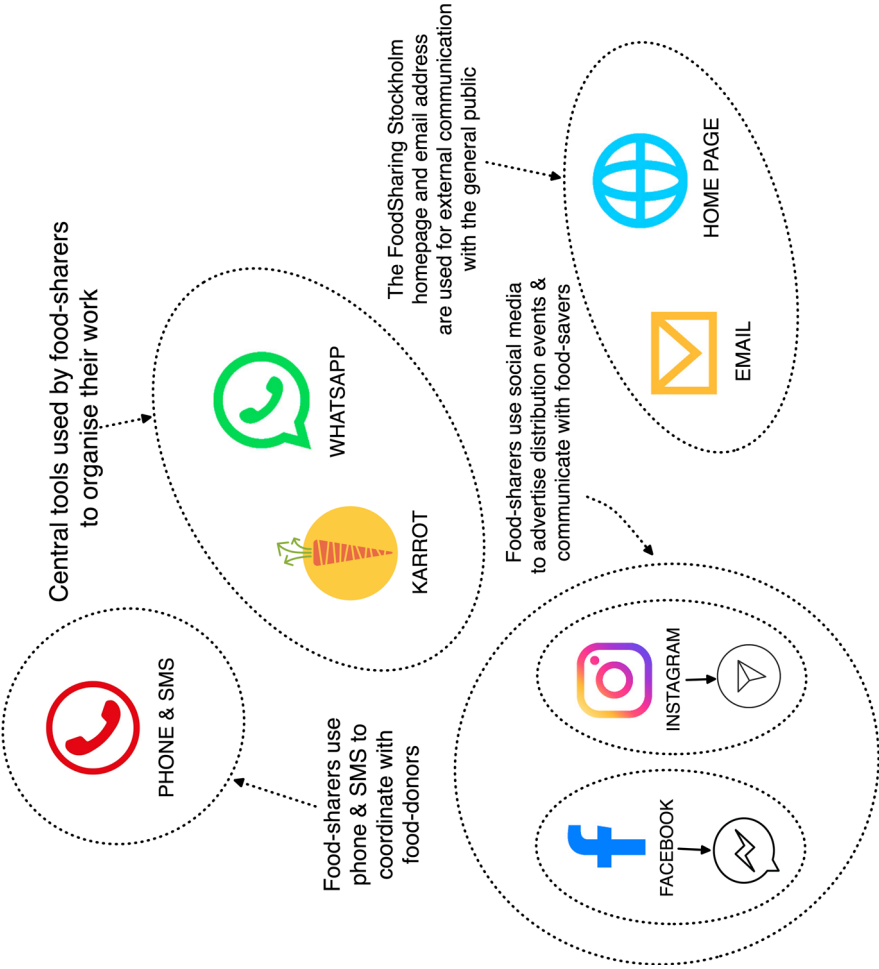 Food-sharers use
phone & SMS to
coordinate with
food-donors
PHONE & SMS
Central tools used by food-sharers
to organise their work
KARROT
WHATSAPP
FACEBOOK
INSTAGRAM
Food-sharers use social media
to advertise distribution events &
communicate with food-savers
The FoodSharing Stockholm
homepage and email address
are used for external communication
with the general public
EMAIL
HOME PAGE